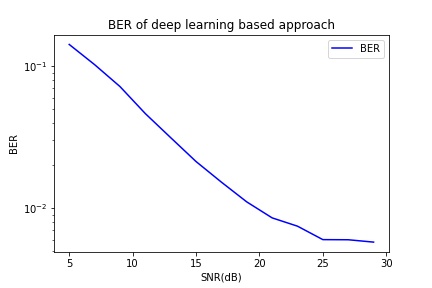 BER of deep learning based approach
BER
10⁻¹
10⁻²
BER
5 10 15 20 25 30
SNR(dB)